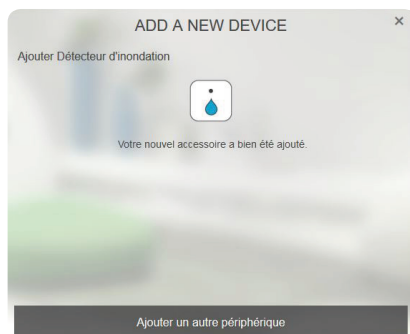 ADD A NEW DEVICE
×
Ajouter Détecteur d'inondation
Votre nouvel accessoire a bien été ajouté.
Ajouter un autre périphérique